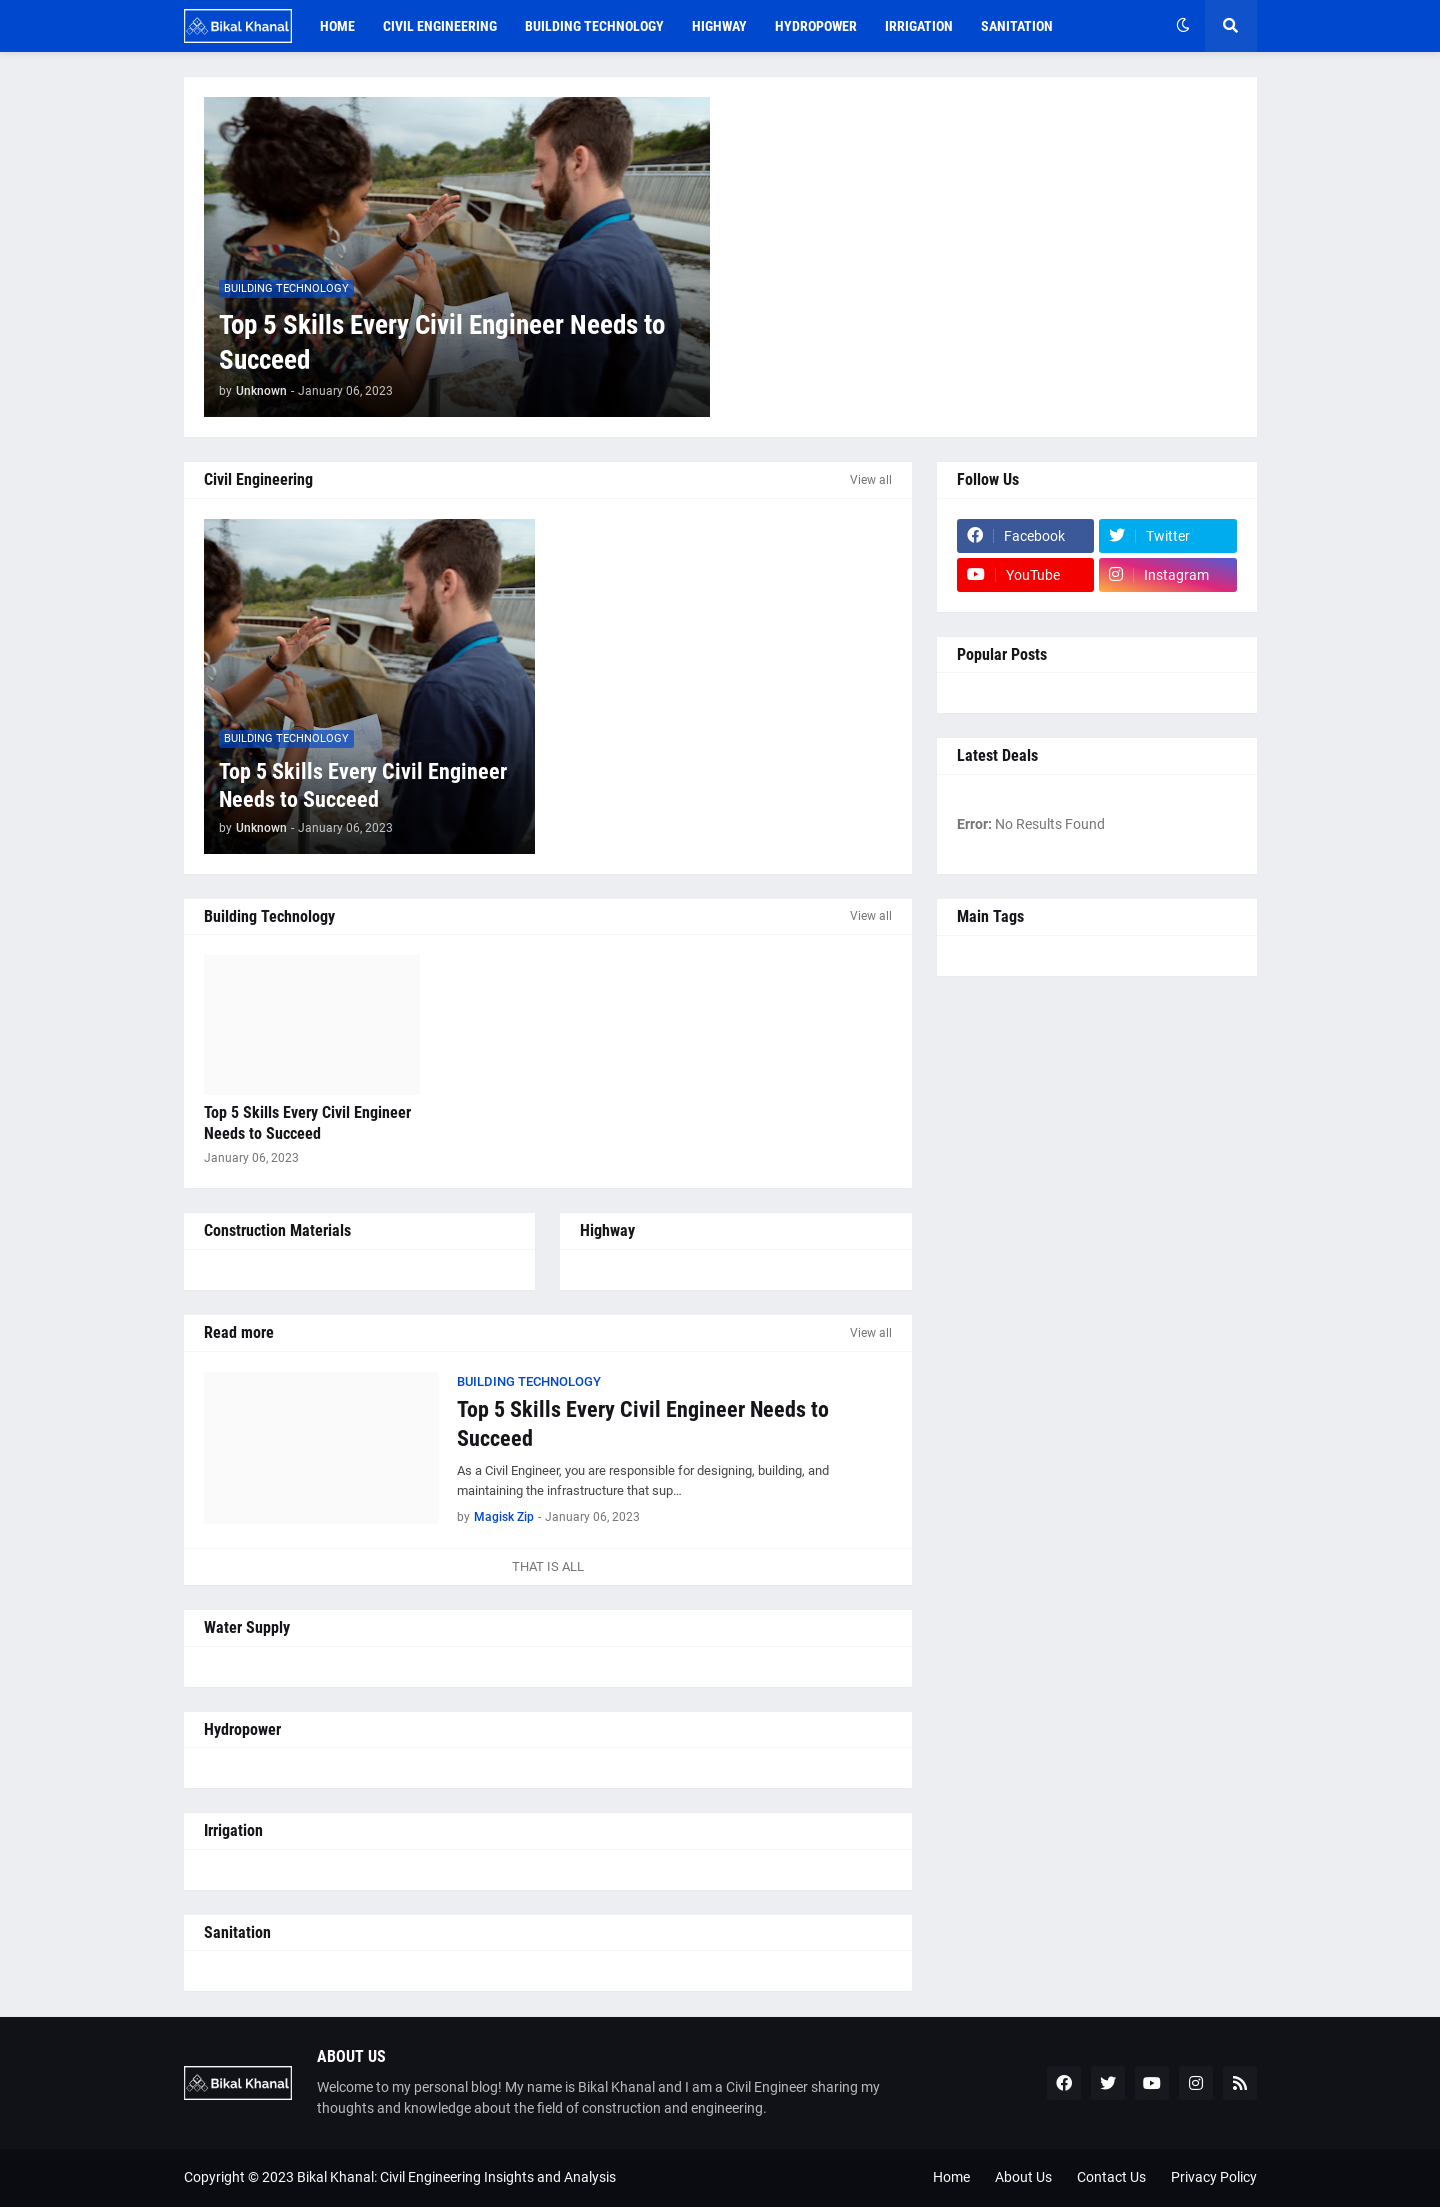 Bikal Khanal
HOME
CIVIL ENGINEERING
BUILDING TECHNOLOGY
HIGHWAY
HYDROPOWER
IRRIGATION
SANITATION
BUILDING TECHNOLOGY
Top 5 Skills Every Civil Engineer Needs to
Succeed
by Unknown - January 06, 2023
Civil Engineering
View all
BUILDING TECHNOLOGY
Top 5 Skills Every Civil Engineer
Needs to Succeed
by Unknown - January 06, 2023
Follow Us
Facebook
Twitter
YouTube
Instagram
Popular Posts
Latest Deals
Error: No Results Found
Building Technology
View all
Top 5 Skills Every Civil Engineer
Needs to Succeed
January 06, 2023
Main Tags
Construction Materials
Highway
Read more
View all
BUILDING TECHNOLOGY
Top 5 Skills Every Civil Engineer Needs to
Succeed
As a Civil Engineer, you are responsible for designing, building, and
maintaining the infrastructure that sup…
by Magisk Zip - January 06, 2023
THAT IS ALL
Water Supply
Hydropower
Irrigation
Sanitation
Bikal Khanal
ABOUT US
Welcome to my personal blog! My name is Bikal Khanal and I am a Civil Engineer sharing my
thoughts and knowledge about the field of construction and engineering.
Copyright © 2023 Bikal Khanal: Civil Engineering Insights and Analysis
Home
About Us
Contact Us
Privacy Policy